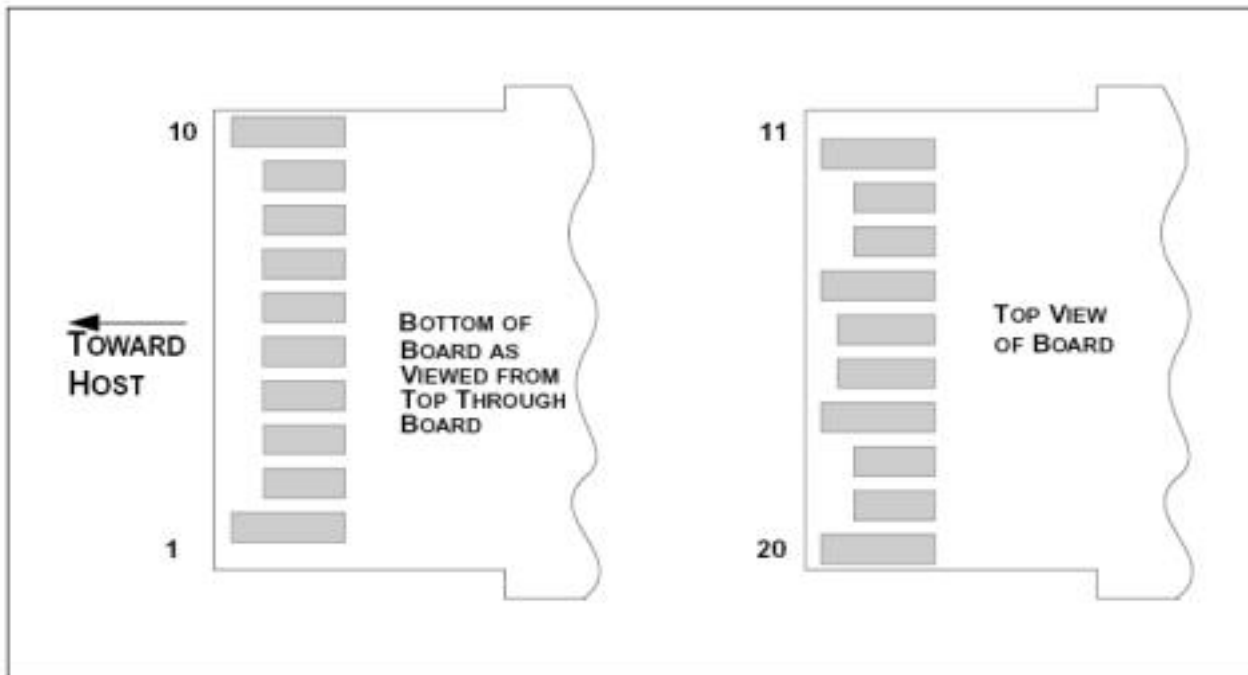 10
1
TOWARD
HOST
BOTTOM OF
BOARD AS
VIEWED FROM
TOP THROUGH
BOARD
11
20
TOP VIEW
OF BOARD